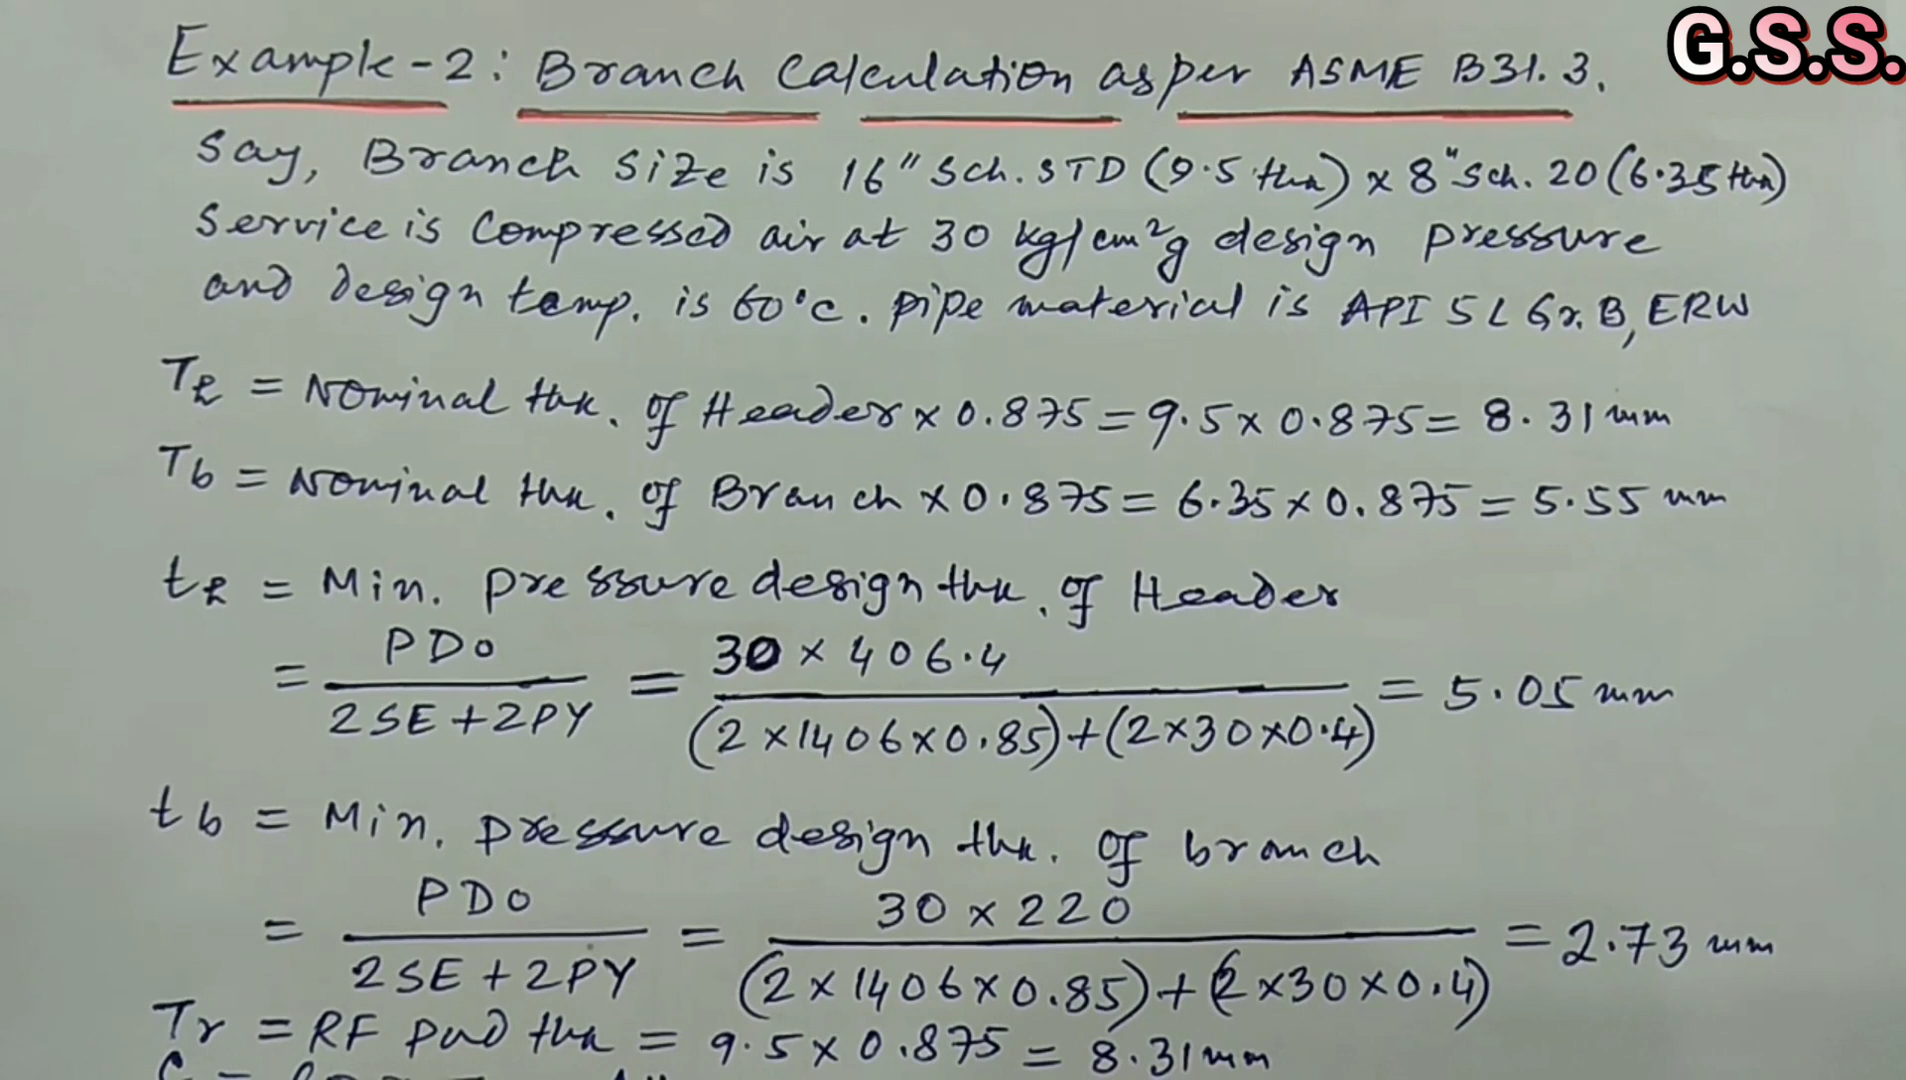 G.S.S.
Example-2: Branch Calculation as per ASME B31.3.
Say, Branch Size is 16" Sch. STD (9.5 thk) x 8" Sch. 20 (6.35 thk)
Service is Compressed air at 30 kg/cm²g design pressure
and design temp. is 60°c. pipe material is API 5L Gr. B, ERW
Th = Nominal thk. of Header x 0.875 = 9.5 x 0.875 = 8.31 mm
Tb = Nominal thk. of Branch x 0.875 = 6.35 x 0.875 = 5.55 mm
th = Min. pressure design thk. of Header
= PDo / 2SE + 2PY = 30 x 406.4 / (2 x 1406 x 0.85) + (2 x 30 x 0.4) = 5.05 mm
tb = Min. pressure design thk. of branch
= PDo / 2SE + 2PY = 30 x 220 / (2 x 1406 x 0.85) + (2 x 30 x 0.4) = 2.73 mm
Tr = RF pad thk = 9.5 x 0.875 = 8.31 mm